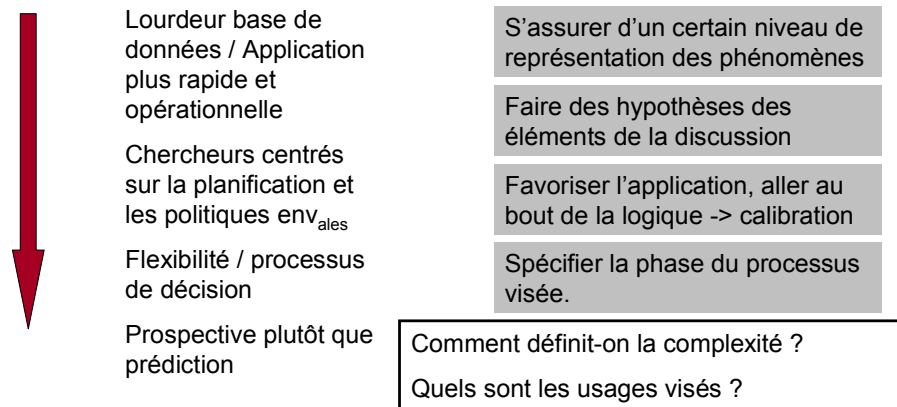 Lourdeur base de
données / Application
plus rapide et
opérationnelle
Chercheurs centrés
sur la planification et
les politiques env_ales
Flexibilité / processus
de décision
Prospective plutôt que
prédiction
S’assurer d’un certain niveau de
représentation des phénomènes
Faire des hypothèses des
éléments de la discussion
Favoriser l’application, aller au
bout de la logique -> calibration
Spécifier la phase du processus
visée.
Comment définit-on la complexité ?
Quels sont les usages visés ?